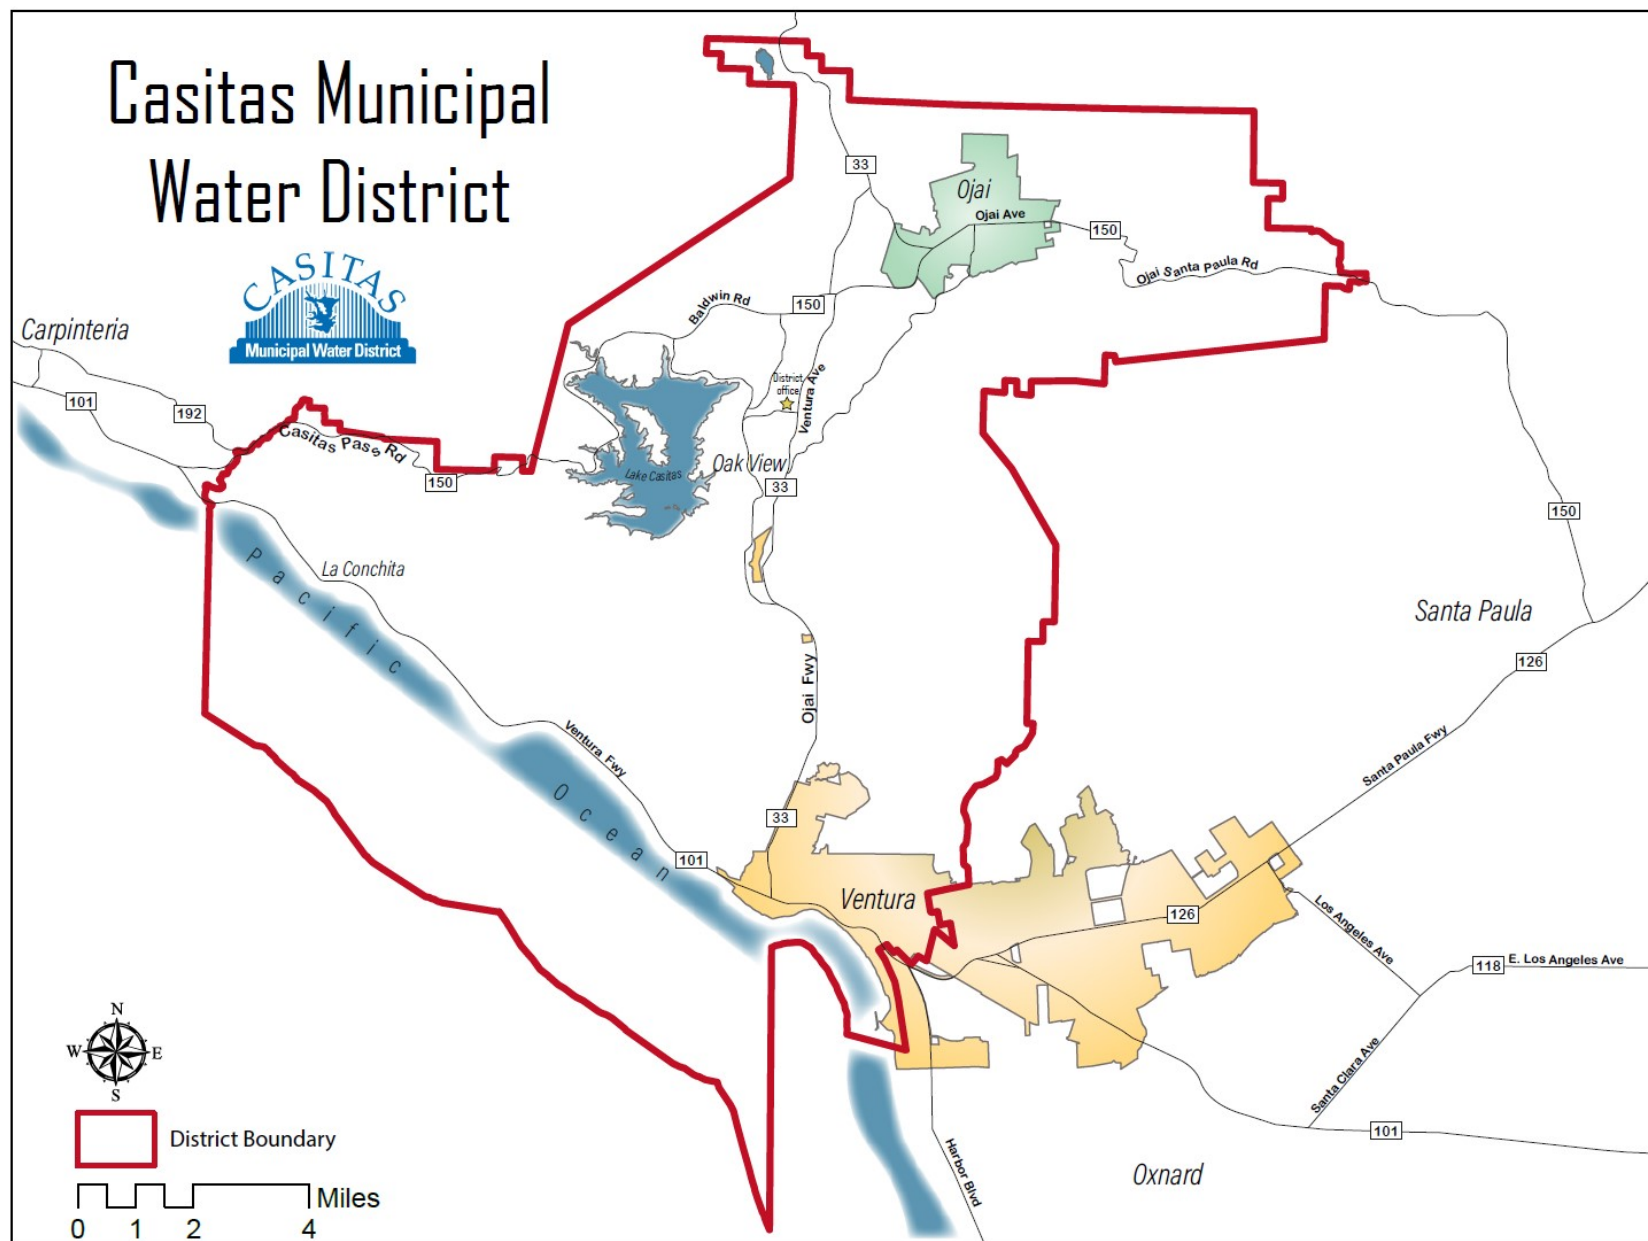 Casitas Municipal
Water District
CASITAS
Municipal Water District
33
Ojai
Ojai Ave
150
Ojai Santa Paula Rd
Baldwin Rd
150
Carpinteria
101
192
Casitas Pass Rd
150
District
office
Ventura Ave
Lake Casitas
Oak View
33
150
La Conchita
Pacific
Ocean
Santa Paula
126
Ojai Fwy
Ventura Fwy
Santa Paula Fwy
33
101
Ventura
126
Los Angeles Ave
118
E. Los Angeles Ave
Santa Clara Ave
101
Harbor Blvd
Oxnard
N
W
E
S
District Boundary
Miles
0 1 2 4